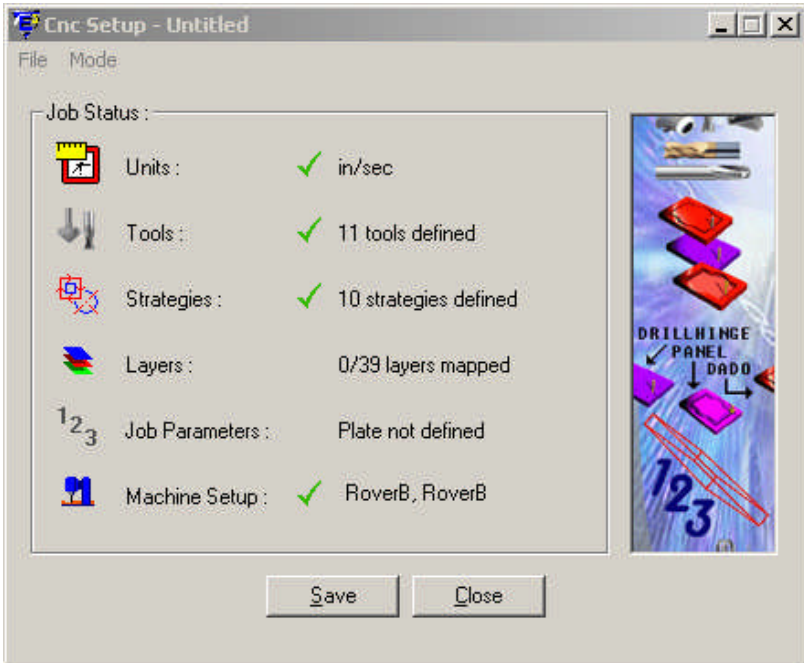 Cnc Setup - Untitled
File Mode
Job Status :
Units : in/sec
Tools : 11 tools defined
Strategies : 10 strategies defined
Layers : 0/39 layers mapped
Job Parameters : Plate not defined
Machine Setup : RoverB, RoverB
DRILLHINGE
PANEL
DADO
123
123
Save Close